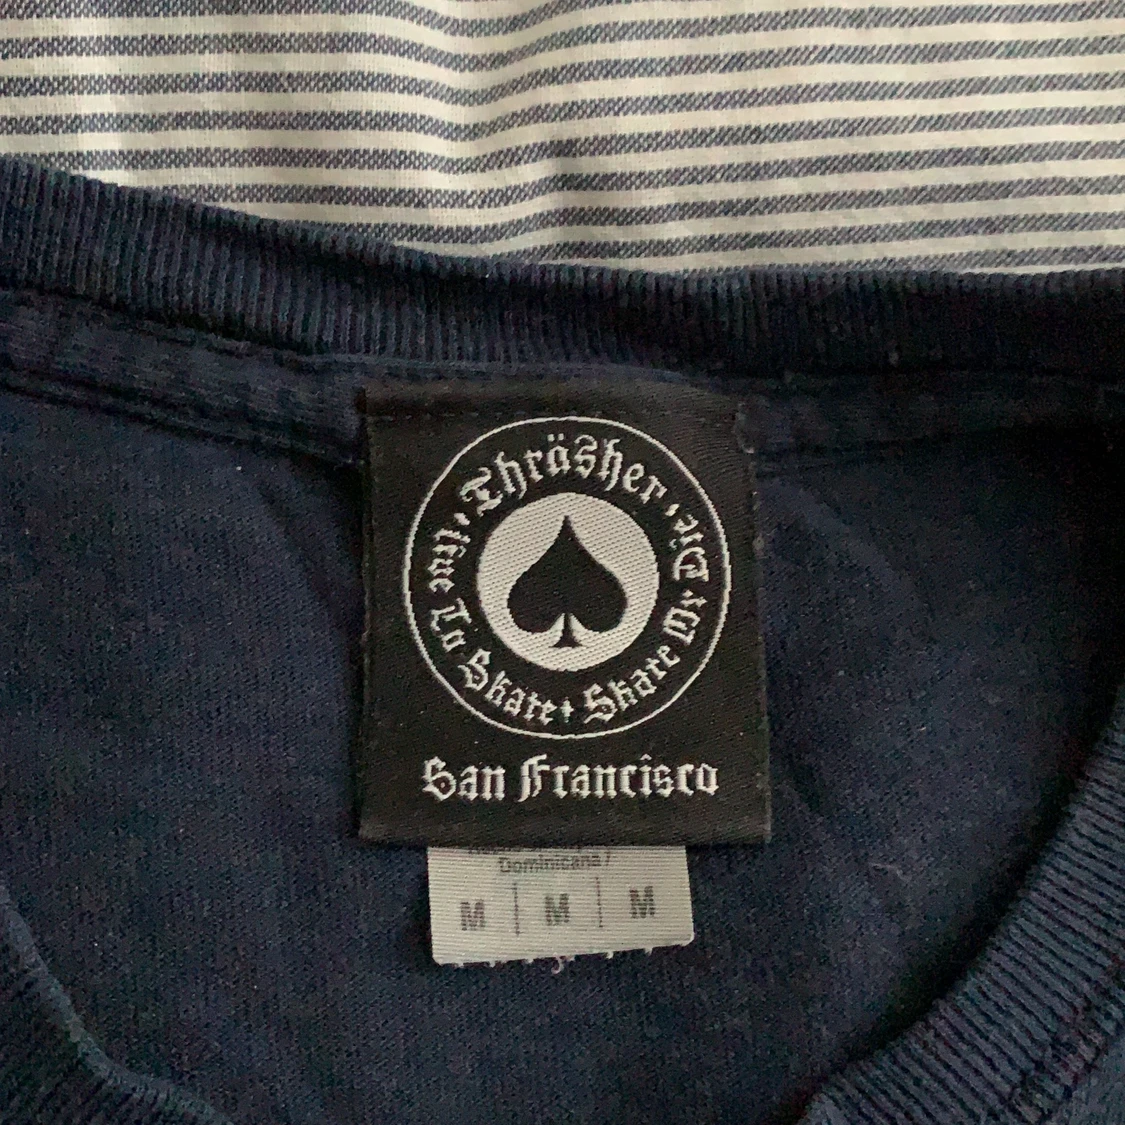 Thräsher
Live To Skate + Skate Or Die
San Francisco
Dominicana /
M | M | M